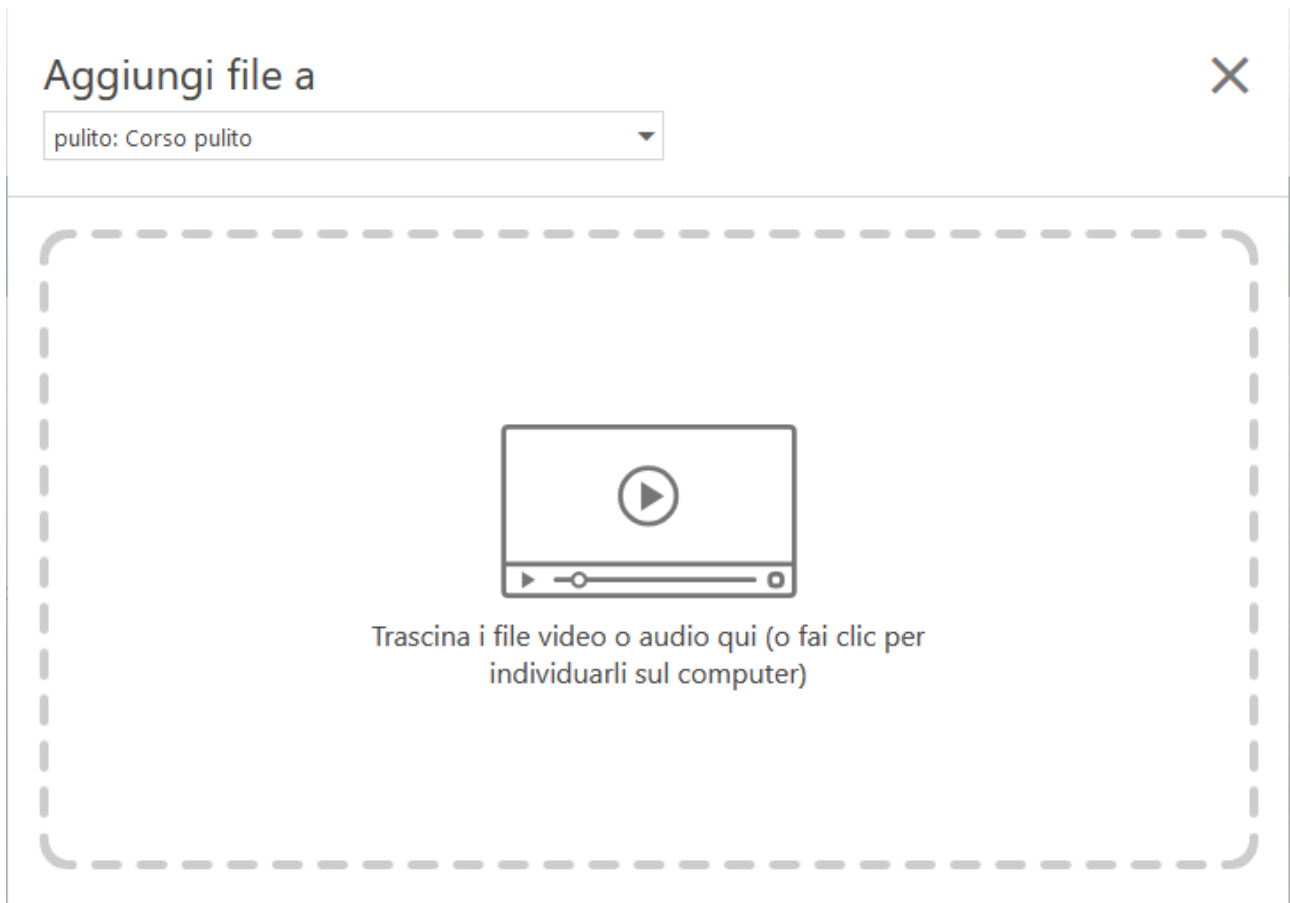 Aggiungi file a
pulito: Corso pulito
Trascina i file video o audio qui (o fai clic per
individuarli sul computer)